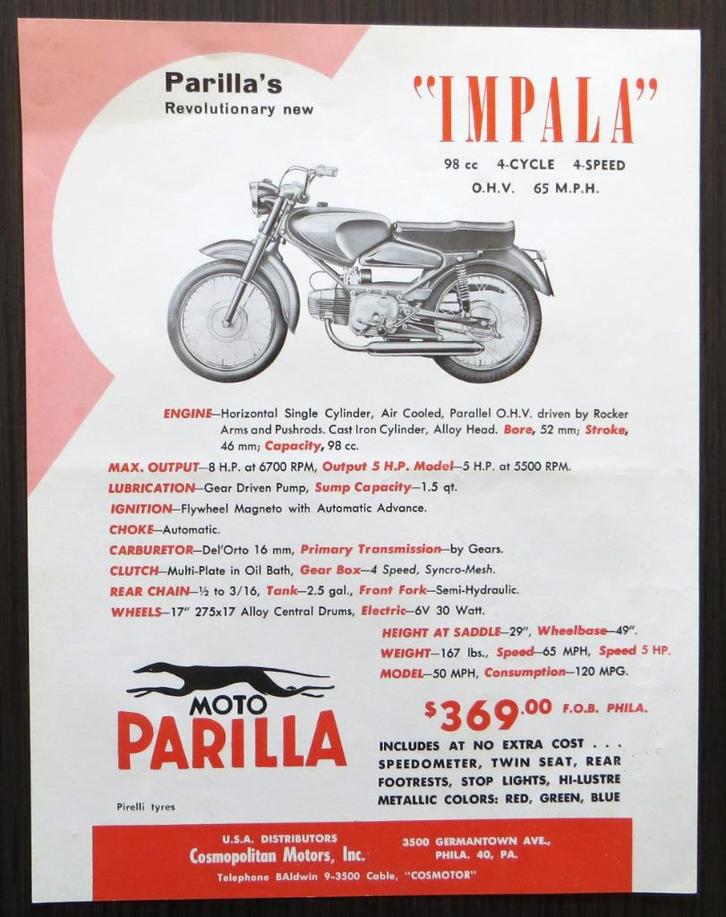 Parilla's
Revolutionary new
"IMPALA"
98 cc 4-CYCLE 4-SPEED
O.H.V. 65 M.P.H.
ENGINE—Horizontal Single Cylinder, Air Cooled, Parallel O.H.V. driven by Rocker
Arms and Pushrods. Cast Iron Cylinder, Alloy Head. Bore, 52 mm; Stroke,
46 mm; Capacity, 98 cc.
MAX. OUTPUT—8 H.P. at 6700 RPM, Output 5 H.P. Model—5 H.P. at 5500 RPM.
LUBRICATION—Gear Driven Pump, Sump Capacity—1.5 qt.
IGNITION—Flywheel Magneto with Automatic Advance.
CHOKE—Automatic.
CARBURETOR—Del'Orto 16 mm, Primary Transmission—by Gears.
CLUTCH—Multi-Plate in Oil Bath, Gear Box—4 Speed, Syncro-Mesh.
REAR CHAIN—½ to 3/16, Tank—2.5 gal., Front Fork—Semi-Hydraulic.
WHEELS—17" 275x17 Alloy Central Drums, Electric—6V 30 Watt.
HEIGHT AT SADDLE—29", Wheelbase—49".
WEIGHT—167 lbs., Speed—65 MPH, Speed 5 HP.
MODEL—50 MPH, Consumption—120 MPG.
MOTO
PARILLA
$369.00 F.O.B. PHILA.
INCLUDES AT NO EXTRA COST . . .
SPEEDOMETER, TWIN SEAT, REAR
FOOTRESTS, STOP LIGHTS, HI-LUSTRE
METALLIC COLORS: RED, GREEN, BLUE
Pirelli tyres
U.S.A. DISTRIBUTORS
Cosmopolitan Motors, Inc.
3500 GERMANTOWN AVE.,
PHILA. 40, PA.
Telephone BAldwin 9-3500 Cable, "COSMOTOR"